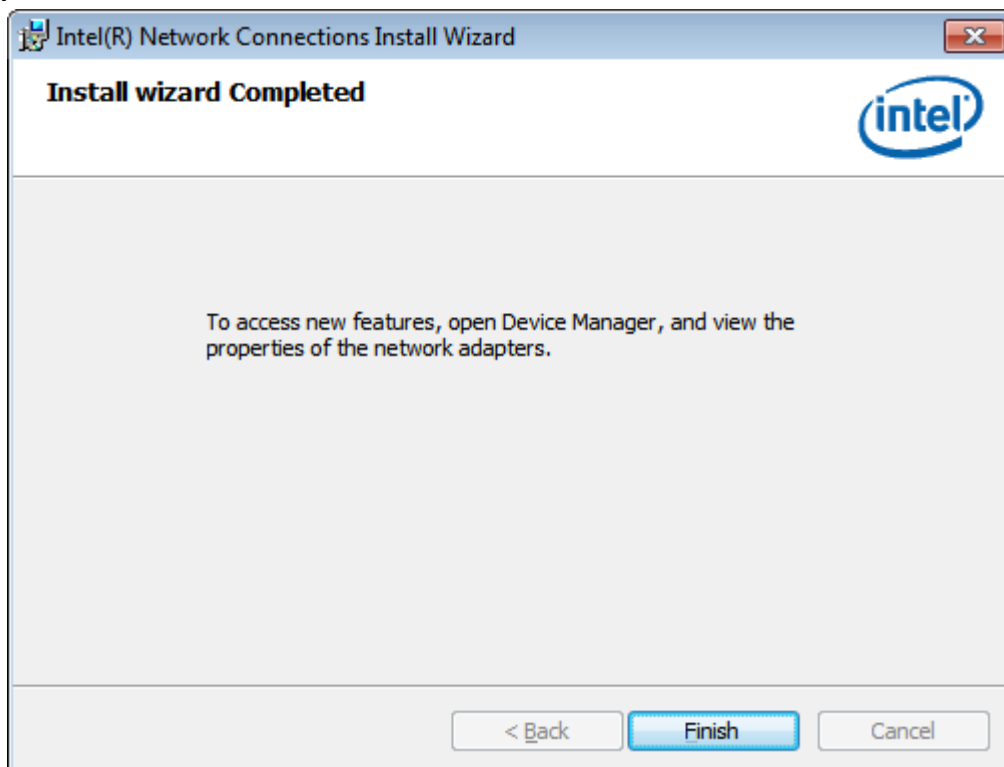 Intel(R) Network Connections Install Wizard
Install wizard Completed
intel
To access new features, open Device Manager, and view the
properties of the network adapters.
< Back
Finish
Cancel